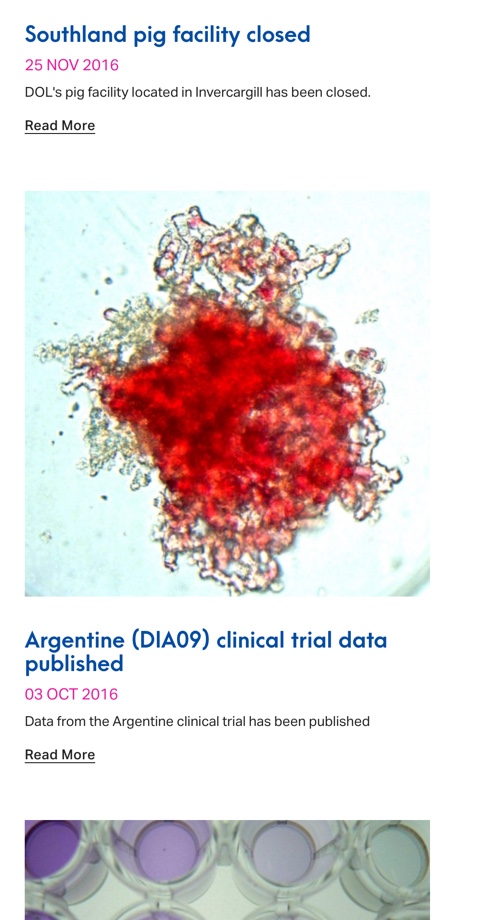 Southland pig facility closed
25 NOV 2016
DOL's pig facility located in Invercargill has been closed.
Read More
Argentine (DIA09) clinical trial data
published
03 OCT 2016
Data from the Argentine clinical trial has been published
Read More